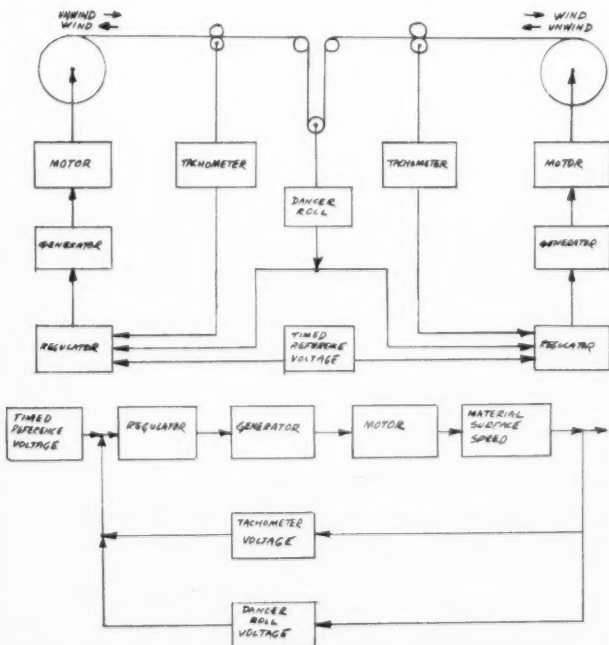 UNWIND
WIND
WIND
UNWIND
MOTOR
TACHOMETER
TACHOMETER
MOTOR
DANCER
ROLL
GENERATOR
GENERATOR
REGULATOR
TIMED
REFERENCE
VOLTAGE
REGULATOR
TIMED
REFERENCE
VOLTAGE
REGULATOR
GENERATOR
MOTOR
MATERIAL
SURFACE
SPEED
TACHOMETER
VOLTAGE
DANCER
ROLL
VOLTAGE